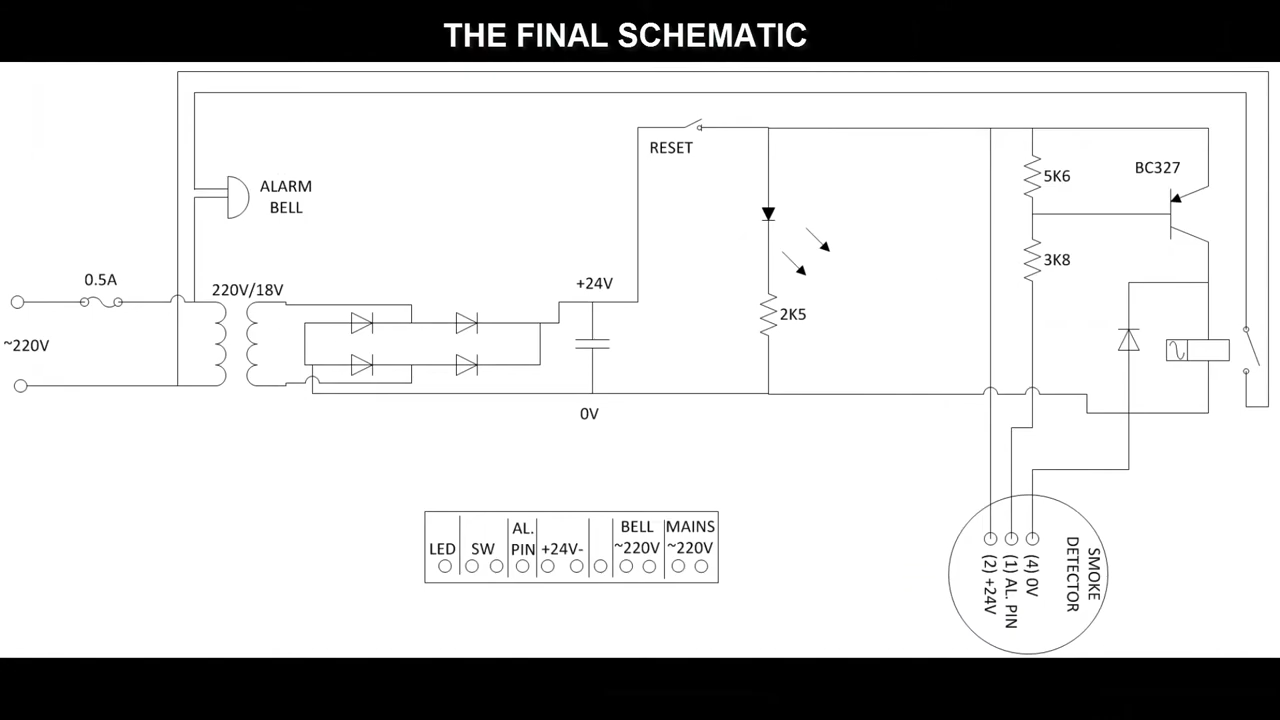 THE FINAL SCHEMATIC
RESET
5K6
BC327
ALARM
BELL
3K8
0.5A
220V/18V
+24V
2K5
~220V
0V
LED
SW
AL.
PIN
+24V-
BELL
~220V
MAINS
~220V
(2) +24V
(1) AL. PIN
(4) 0V
SMOKE
DETECTOR